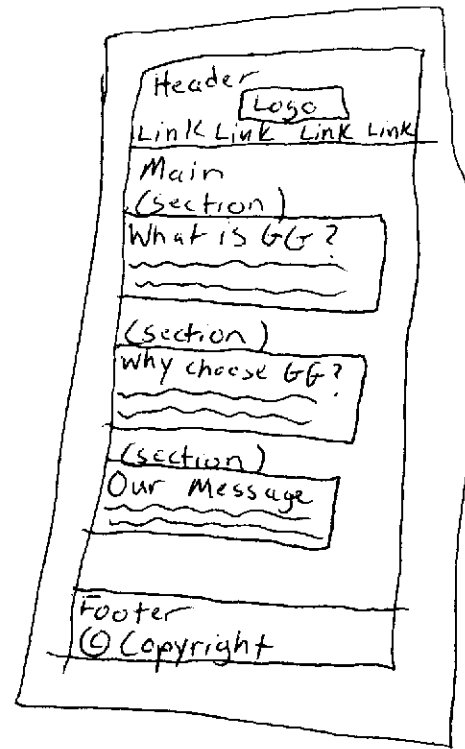 Header
Logo
Link Link Link Link
Main
(section)
What is GG?
(section)
Why choose GG?
(section)
Our Message
Footer
© Copyright